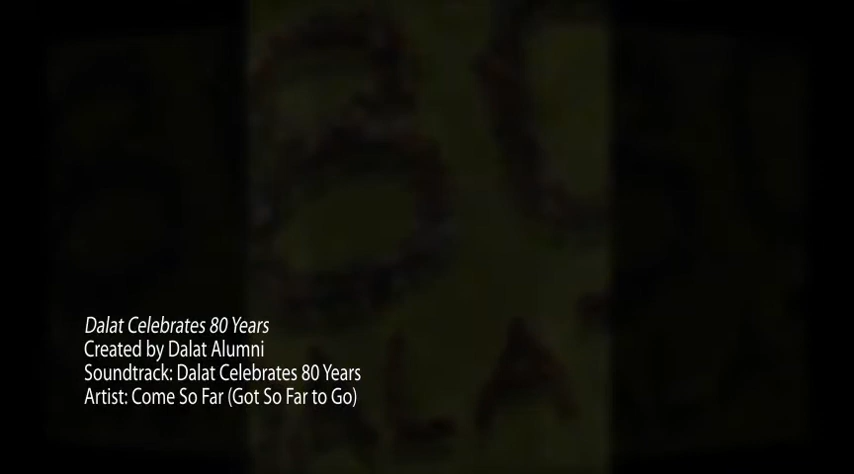 Dalat Celebrates 80 Years
Created by Dalat Alumni
Soundtrack: Dalat Celebrates 80 Years
Artist: Come So Far (Got So Far to Go)